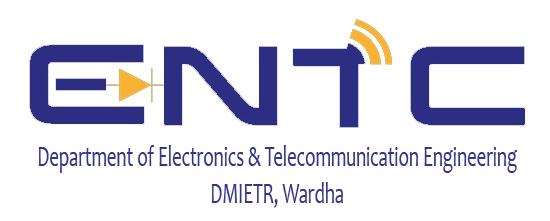 ENTC
Department of Electronics & Telecommunication Engineering
DMIETR, Wardha